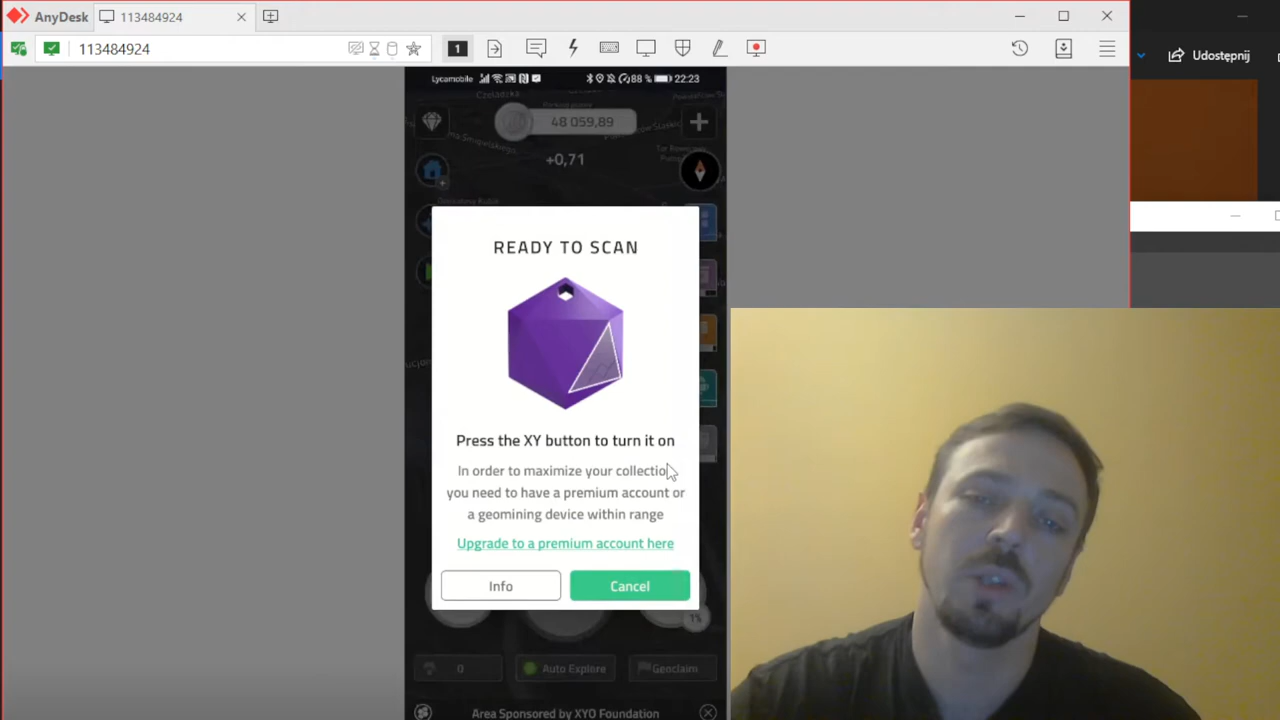 AnyDesk
113484924
113484924
1
Udostępnij
Lycamobile
88 %
22:23
48 059,89
+0,71
READY TO SCAN
Press the XY button to turn it on
In order to maximize your collection
you need to have a premium account or
a geomining device within range
Upgrade to a premium account here
Info
Cancel
1%
0
Auto Explore
Geoclaim
Area Sponsored by XYO Foundation